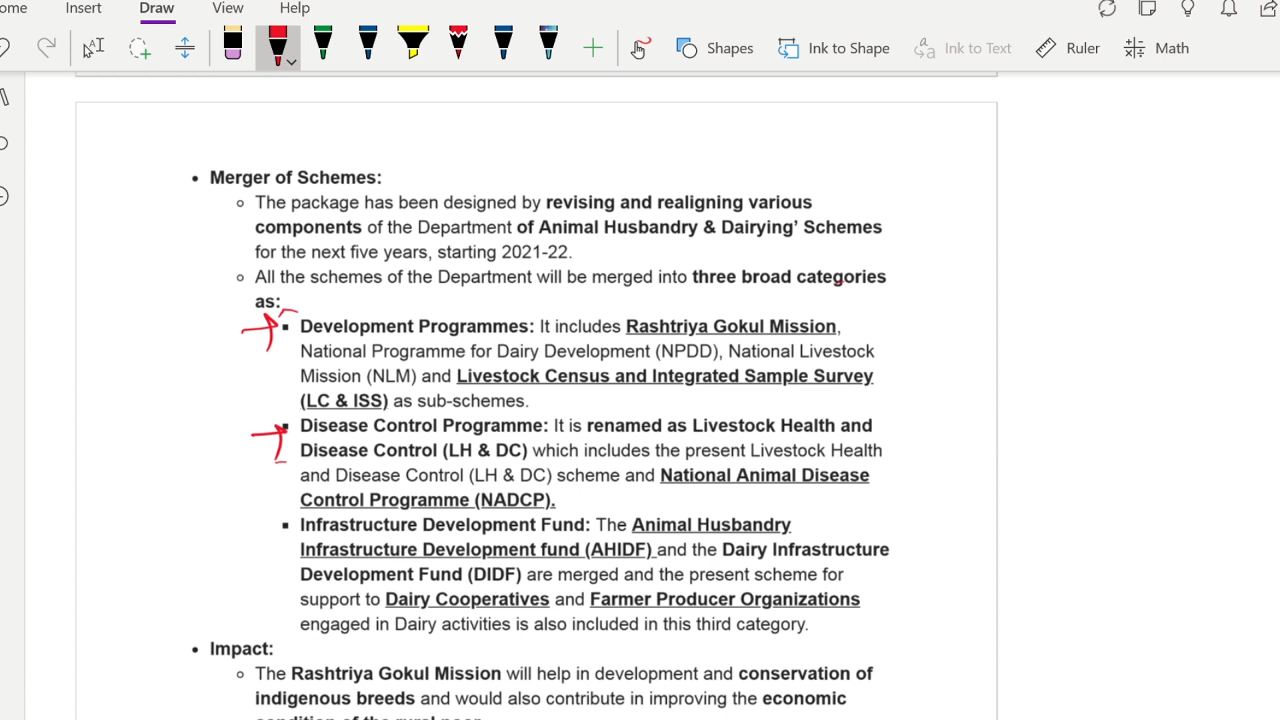 Insert Draw View Help
Shapes Ink to Shape Ink to Text Ruler Math
• Merger of Schemes:
The package has been designed by revising and realigning various
components of the Department of Animal Husbandry & Dairying’ Schemes
for the next five years, starting 2021-22.
All the schemes of the Department will be merged into three broad categories
as:
Development Programmes: It includes Rashtriya Gokul Mission,
National Programme for Dairy Development (NPDD), National Livestock
Mission (NLM) and Livestock Census and Integrated Sample Survey
(LC & ISS) as sub-schemes.
Disease Control Programme: It is renamed as Livestock Health and
Disease Control (LH & DC) which includes the present Livestock Health
and Disease Control (LH & DC) scheme and National Animal Disease
Control Programme (NADCP).
Infrastructure Development Fund: The Animal Husbandry
Infrastructure Development fund (AHIDF) and the Dairy Infrastructure
Development Fund (DIDF) are merged and the present scheme for
support to Dairy Cooperatives and Farmer Producer Organizations
engaged in Dairy activities is also included in this third category.
• Impact:
The Rashtriya Gokul Mission will help in development and conservation of
indigenous breeds and would also contribute in improving the economic
condition of the rural poor